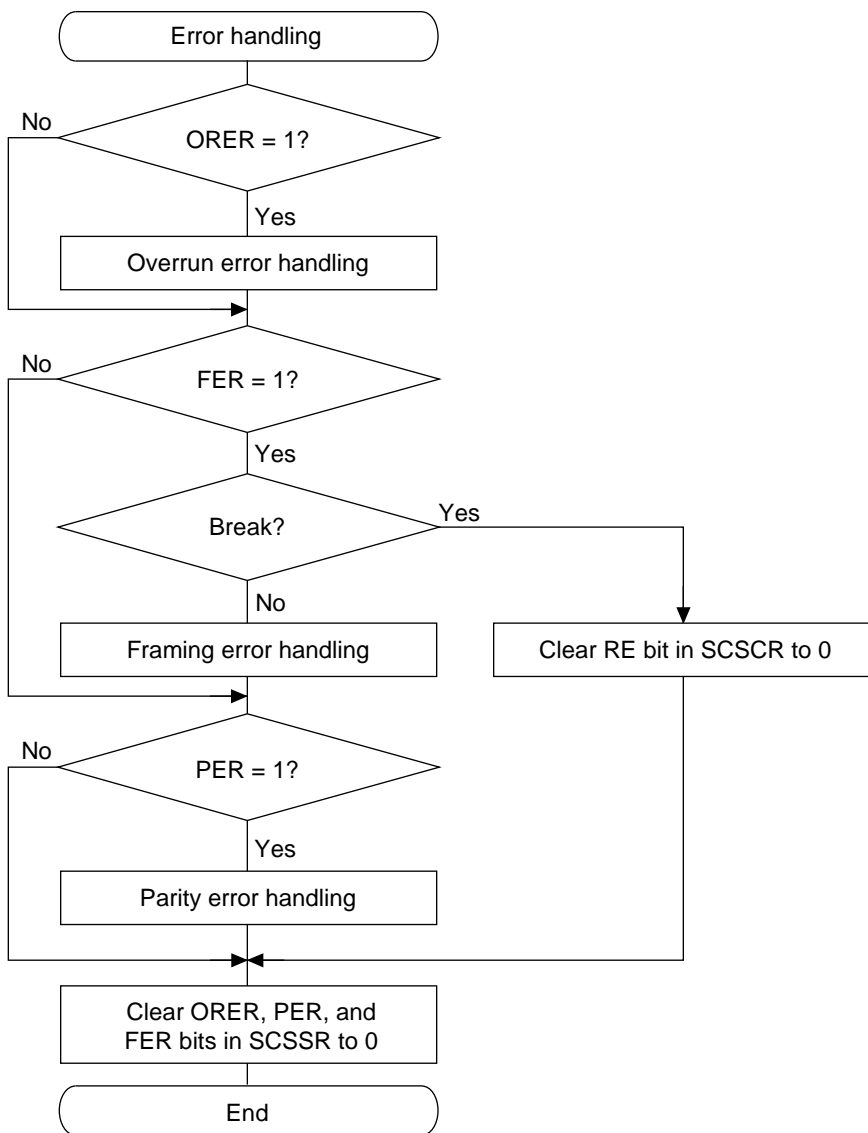 Error handling
No
ORER = 1?
Yes
Overrun error handling
No
FER = 1?
Yes
Break?
Yes
No
Framing error handling
Clear RE bit in SCSCR to 0
No
PER = 1?
Yes
Parity error handling
Clear ORER, PER, and
FER bits in SCSSR to 0
End